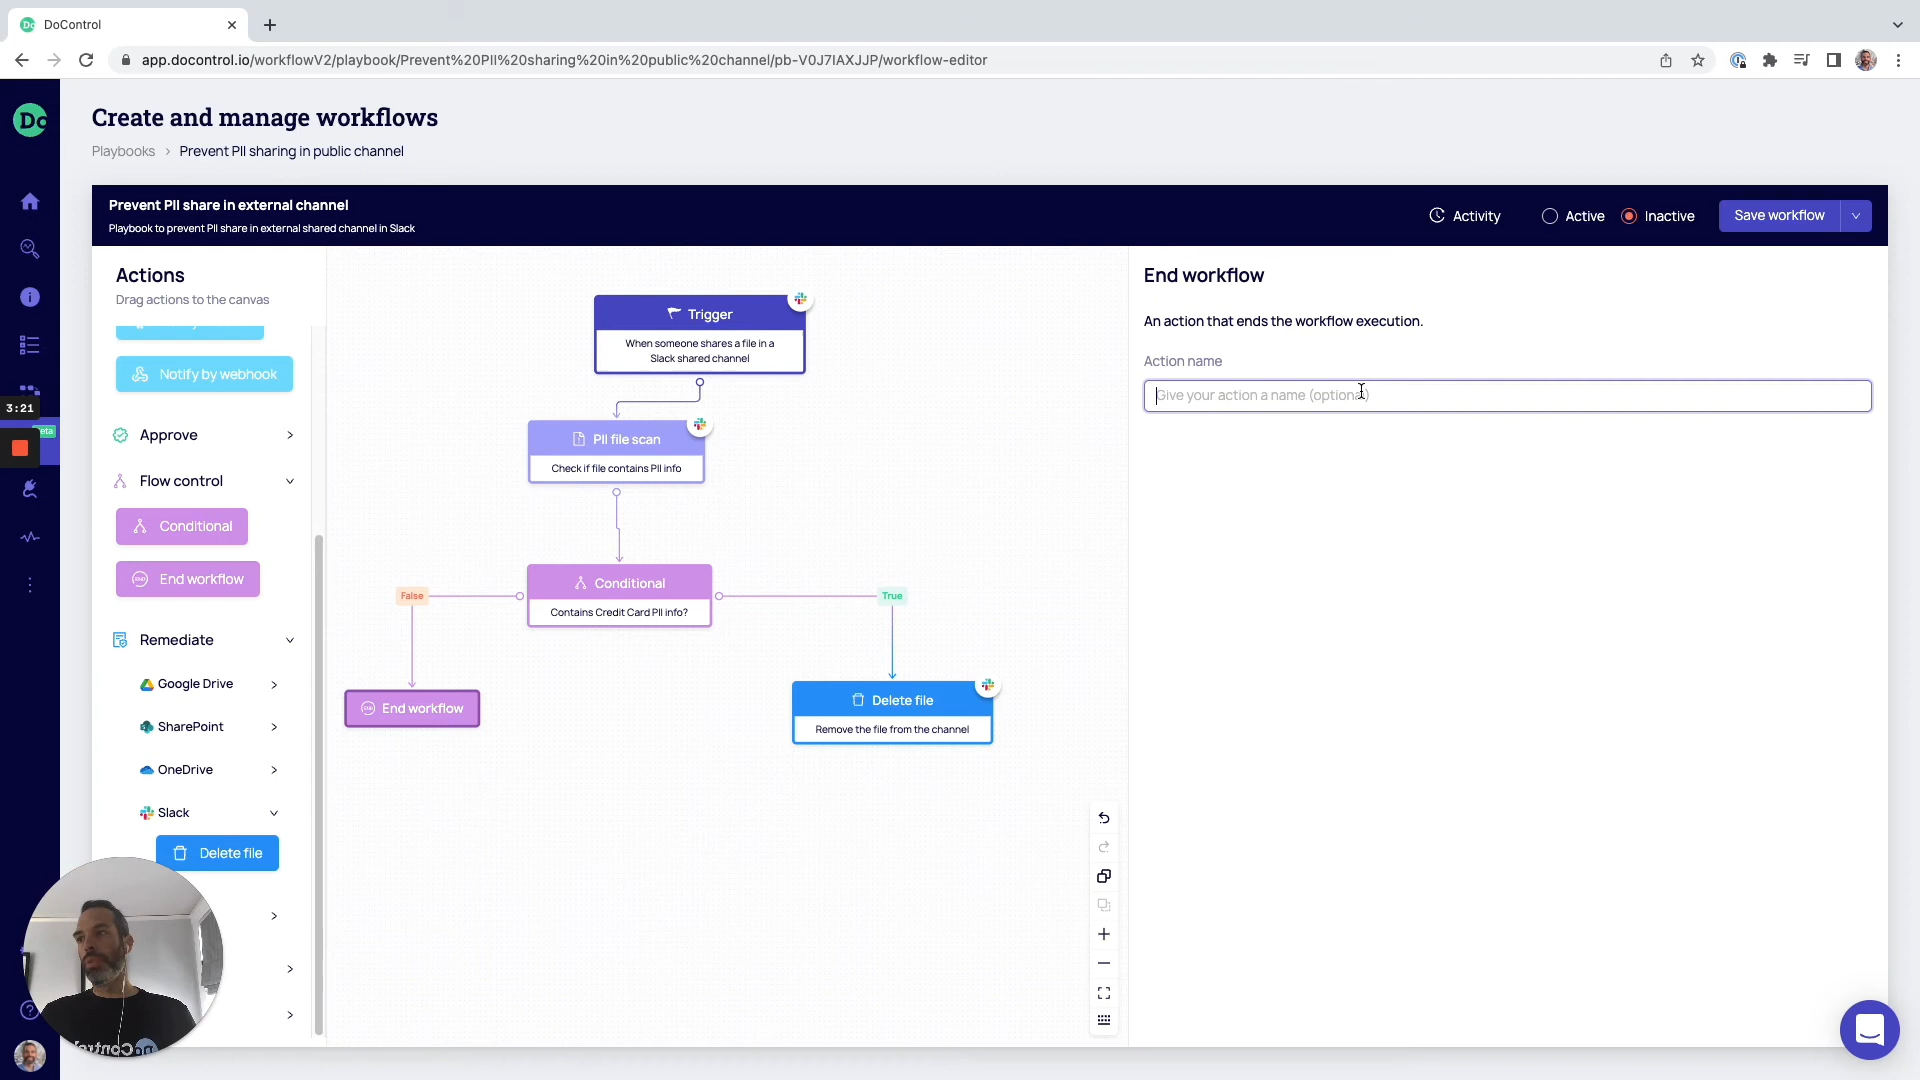 DoControl
app.docontrol.io/workflowV2/playbook/Prevent%20PII%20sharing%20in%20public%20channel/pb-V0J7IAXJJP/workflow-editor
Do
Create and manage workflows
Playbooks > Prevent PII sharing in public channel
Prevent PII share in external channel
Playbook to prevent PII share in external shared channel in Slack
Activity
Active
Inactive
Save workflow
Actions
Drag actions to the canvas
Notify by webhook
Approve
Flow control
Conditional
End workflow
Remediate
Google Drive
SharePoint
OneDrive
Slack
Delete file
3:21
eta
Trigger
When someone shares a file in a
Slack shared channel
PII file scan
Check if file contains PII info
Conditional
Contains Credit Card PII info?
False
True
End workflow
Delete file
Remove the file from the channel
End workflow
An action that ends the workflow execution.
Action name
Give your action a name (optional)